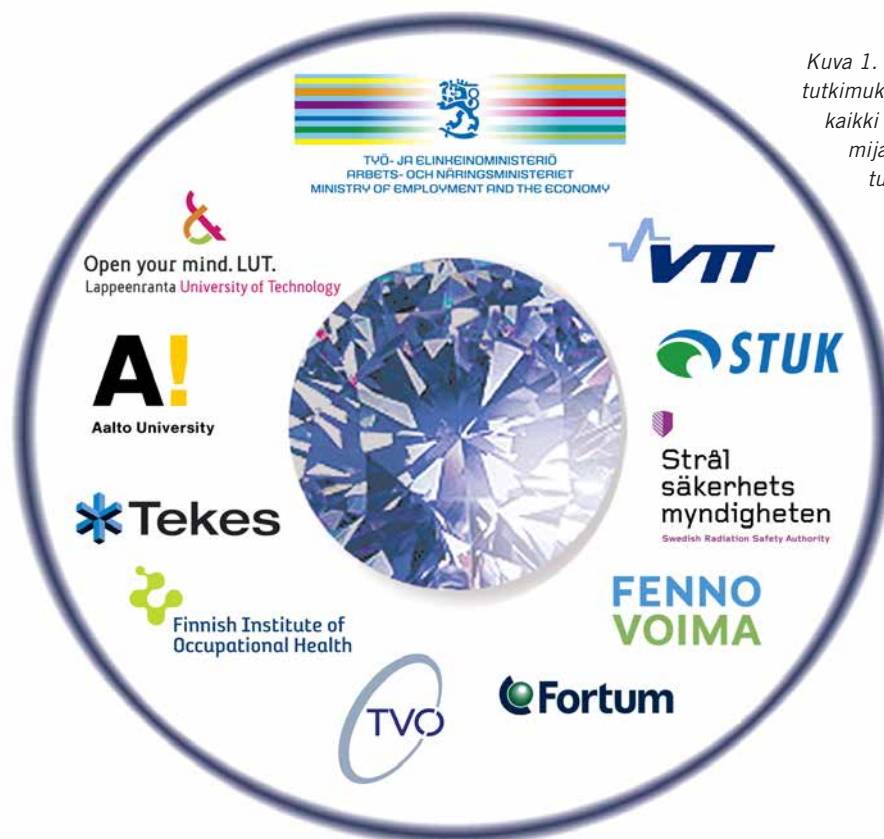 Kuva 1.
tutkimuk
kaikki
mija
tu
TYÖ- JA ELINKEINOMINISTERIÖ
ARBETS- OCH NÄRINGSMINISTERIET
MINISTRY OF EMPLOYMENT AND THE ECONOMY
Open your mind. LUT.
Lappeenranta University of Technology
VTT
STUK
A!
Aalto University
Strål
säkerhets
myndigheten
Swedish Radiation Safety Authority
Tekes
FENNO
VOIMA
Finnish Institute of
Occupational Health
Fortum
TVO